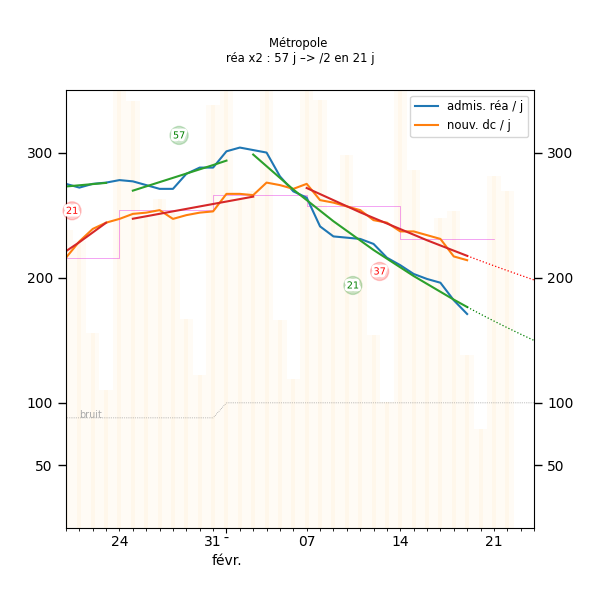 Métropole
réa x2 : 57 j –> /2 en 21 j
admis. réa / j
nouv. dc / j
57
300 300
21
200 200
37
21
100 100
bruit
50 50
24 31 07 14 21
févr.